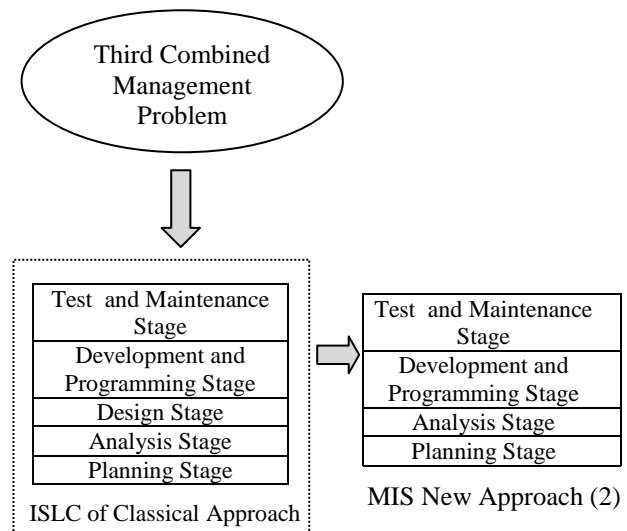 Third Combined
Management
Problem
Test and Maintenance
Stage
Development and
Programming Stage
Design Stage
Analysis Stage
Planning Stage
ISLC of Classical Approach
Test and Maintenance
Stage
Development and
Programming Stage
Analysis Stage
Planning Stage
MIS New Approach (2)